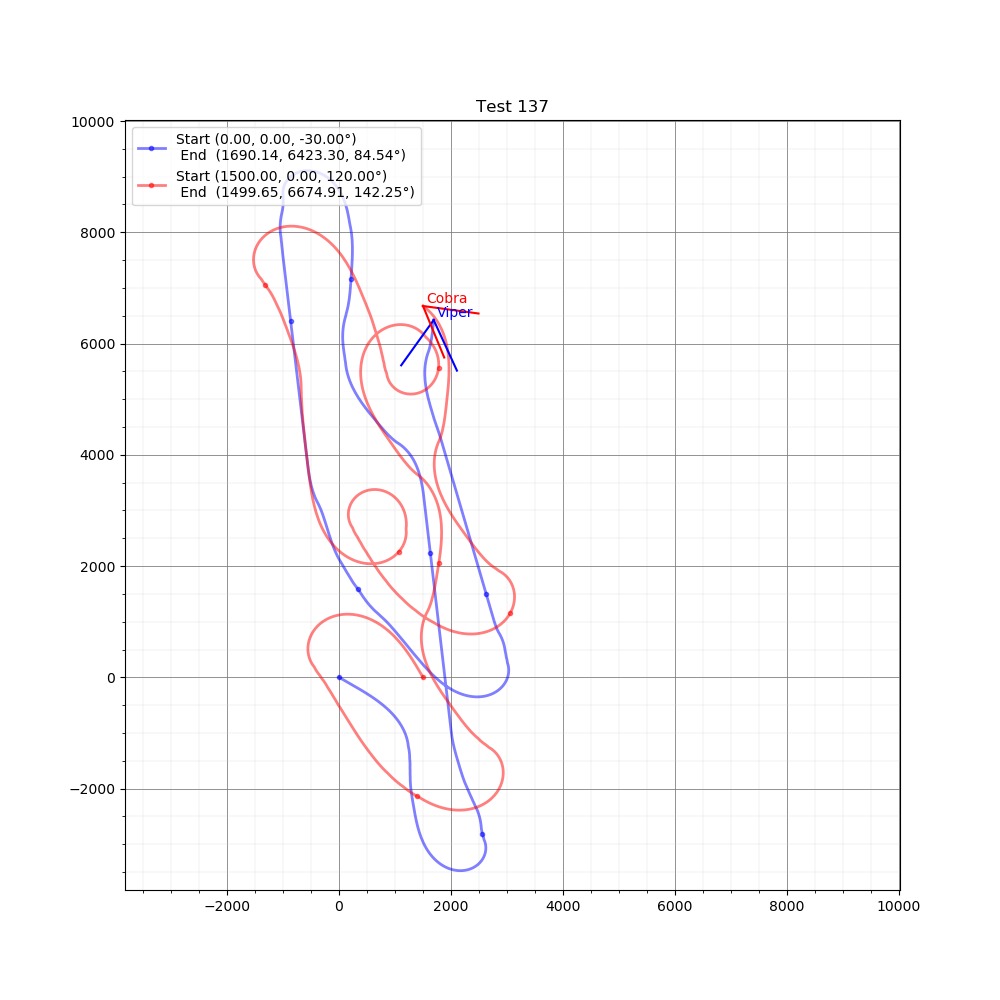 Test 137
10000
Start (0.00, 0.00, -30.00°)
End (1690.14, 6423.30, 84.54°)
Start (1500.00, 0.00, 120.00°)
End (1499.65, 6674.91, 142.25°)
8000
Cobra
Viper
6000
4000
2000
0
−2000
−2000 0 2000 4000 6000 8000 10000